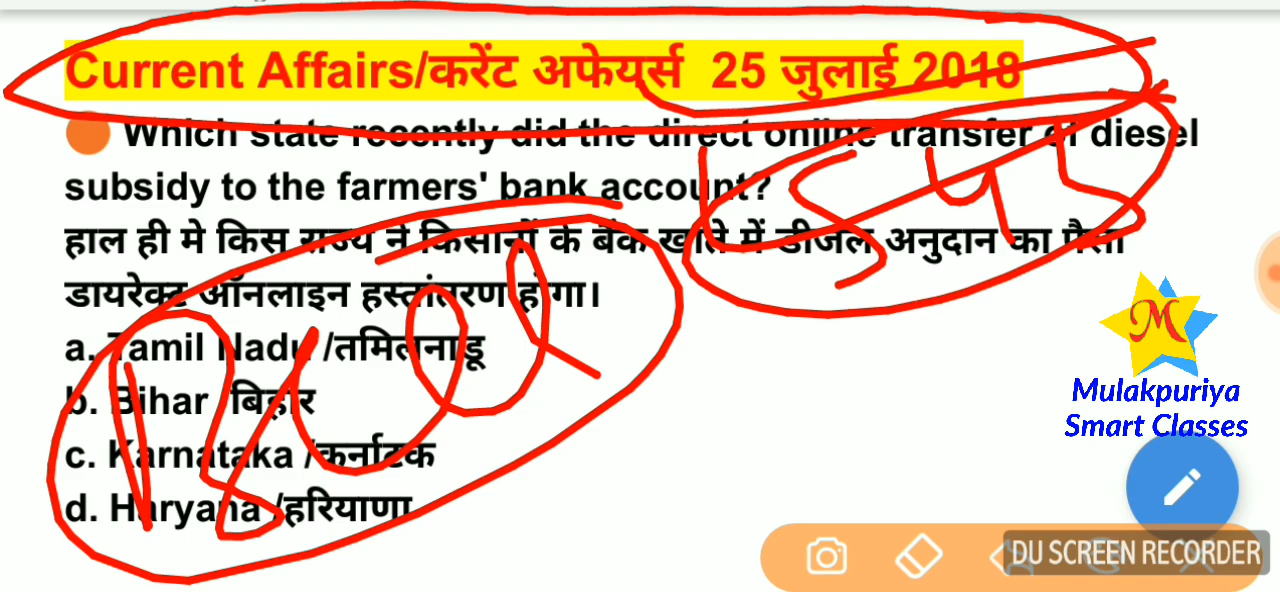 Current Affairs/करेंट अफेयर्स 25 जुलाई 2018
Which state recently did the direct online transfer of diesel
subsidy to the farmers' bank account?
हाल ही मे किस राज्य ने किसानों के बैंक खाते में डीजल अनुदान का पैसा
डायरेक्ट ऑनलाइन हस्तांतरण होगा।
a. Tamil Nadu /तमिलनाडू
b. Bihar /बिहार
c. Karnataka /कर्नाटक
d. Haryana /हरियाणा
M
Mulakpuriya
Smart Classes
DU SCREEN RECORDER